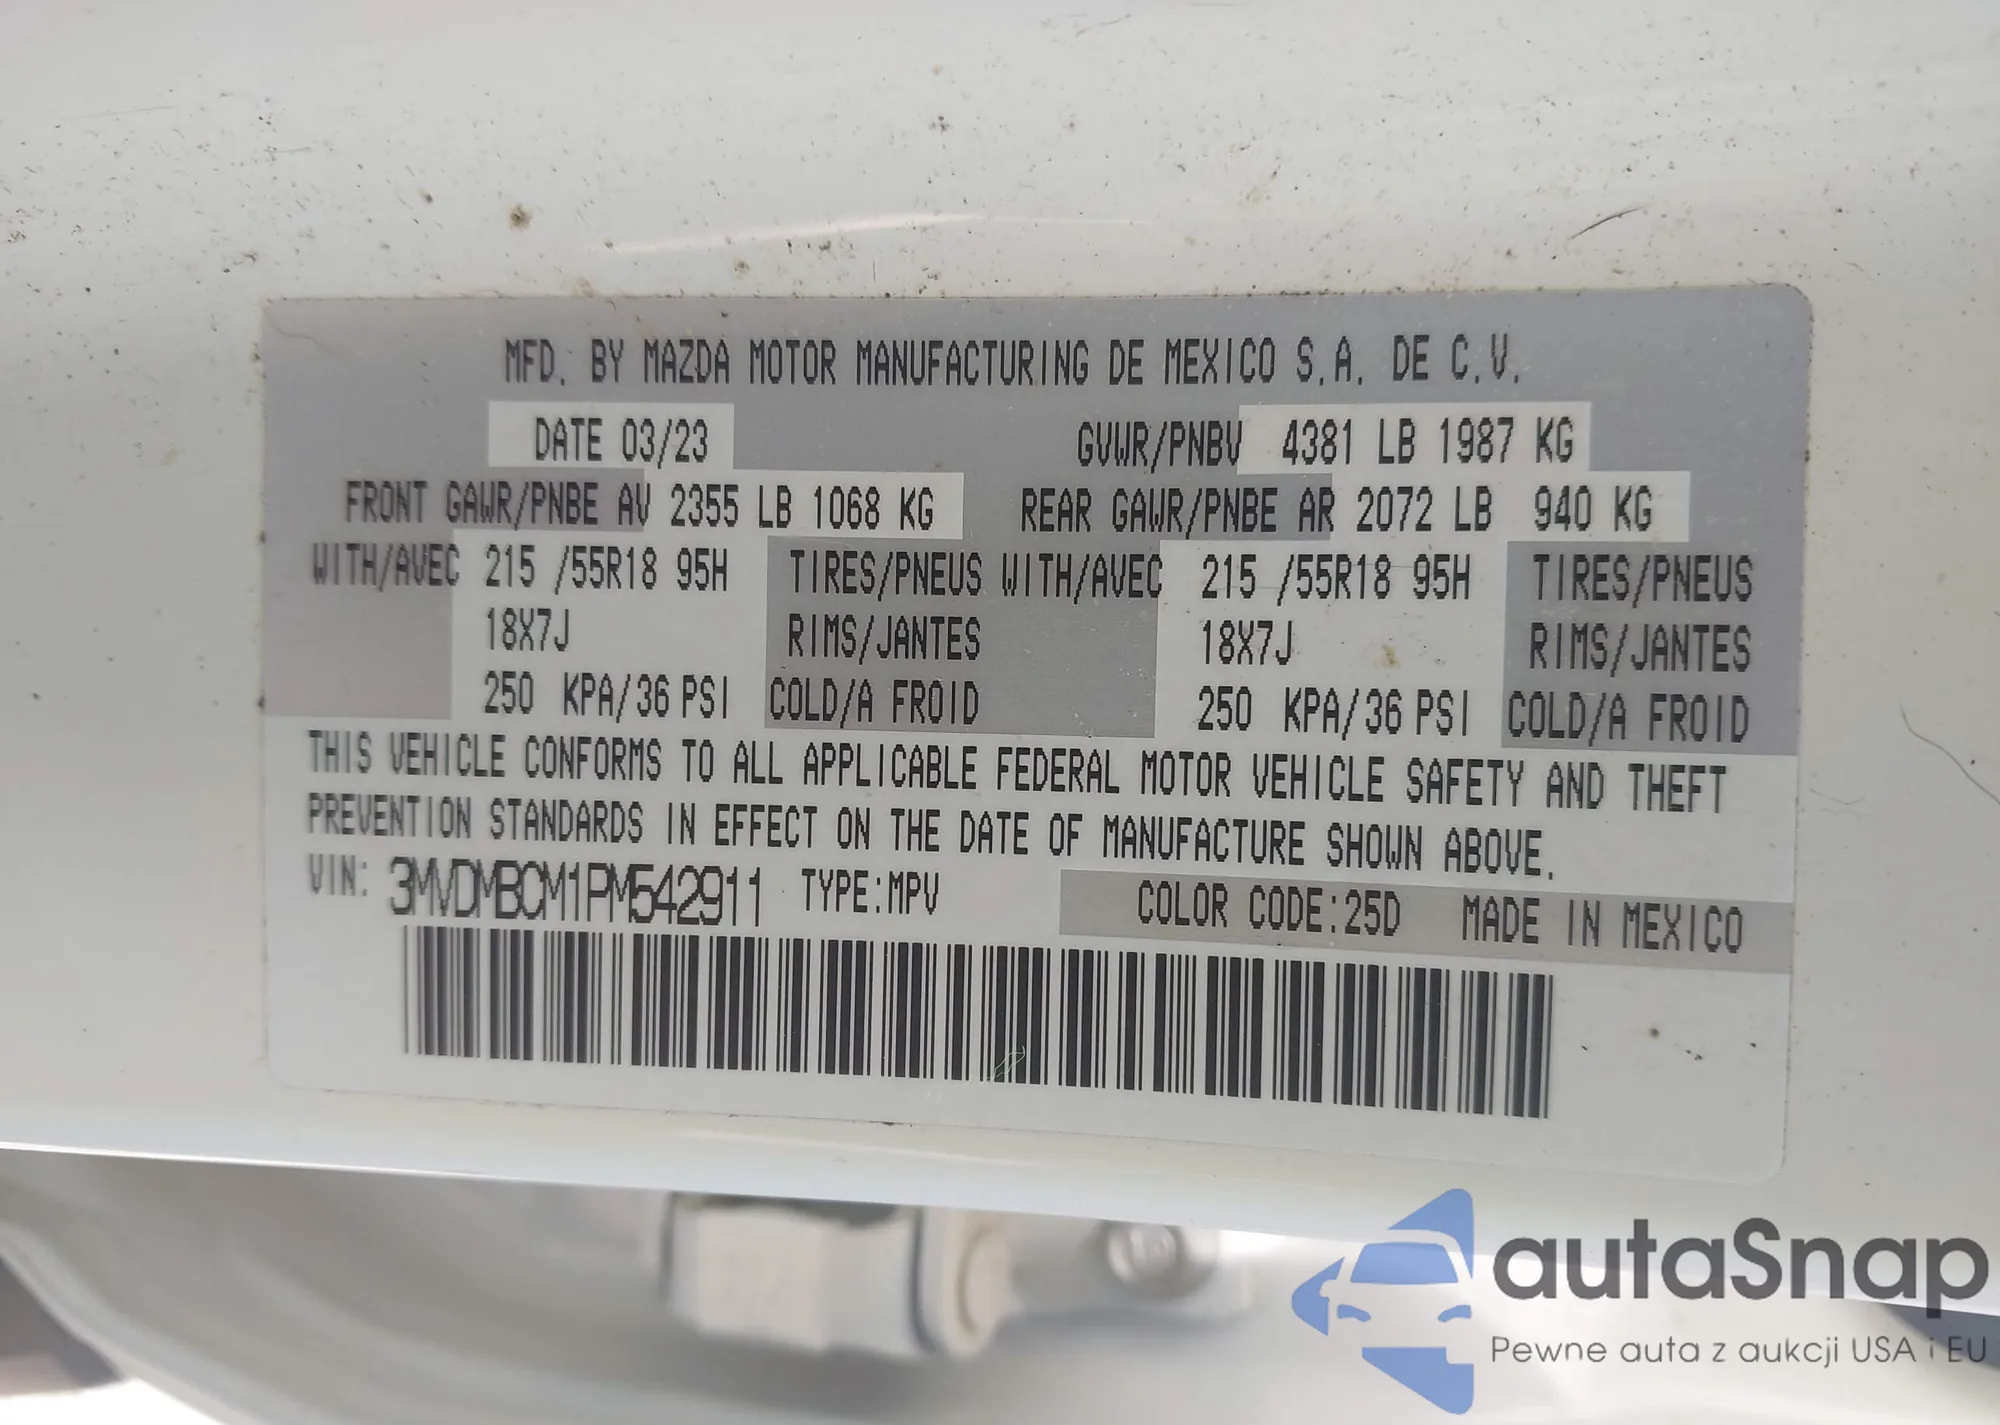 MFD. BY MAZDA MOTOR MANUFACTURING DE MEXICO S.A. DE C.V.
DATE 03/23 GVWR/PNBV 4381 LB 1987 KG
FRONT GAWR/PNBE AV 2355 LB 1068 KG REAR GAWR/PNBE AR 2072 LB 940 KG
WITH/AVEC 215 /55R18 95H TIRES/PNEUS WITH/AVEC 215 /55R18 95H TIRES/PNEUS
18X7J RIMS/JANTES 18X7J RIMS/JANTES
250 KPA/36 PSI COLD/A FROID 250 KPA/36 PSI COLD/A FROID
THIS VEHICLE CONFORMS TO ALL APPLICABLE FEDERAL MOTOR VEHICLE SAFETY AND THEFT
PREVENTION STANDARDS IN EFFECT ON THE DATE OF MANUFACTURE SHOWN ABOVE.
VIN: 3MVDMBCM1PM542911 TYPE:MPV COLOR CODE:25D MADE IN MEXICO
autaSnap
Pewne auta z aukcji USA i EU